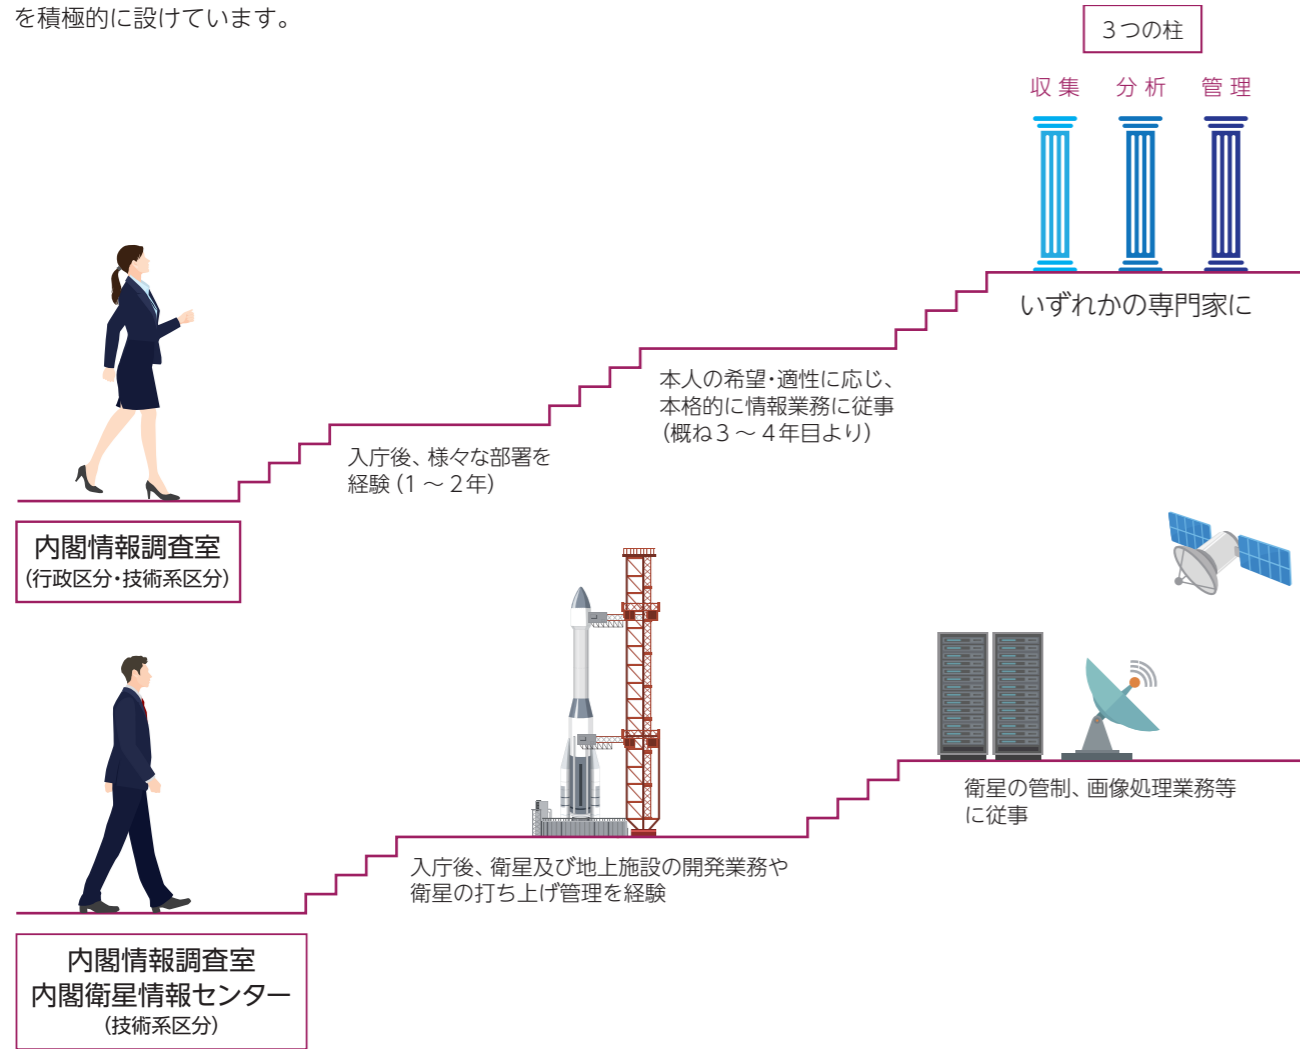 を積極的に設けています。
３つの柱
収集 分析 管理
いずれかの専門家に
本人の希望・適性に応じ、
本格的に情報業務に従事
（概ね３～４年目より）
入庁後、様々な部署を
経験（1～２年）
内閣情報調査室
（行政区分・技術系区分）
衛星の管制、画像処理業務等
に従事
入庁後、衛星及び地上施設の開発業務や
衛星の打ち上げ管理を経験
内閣情報調査室
内閣衛星情報センター
（技術系区分）